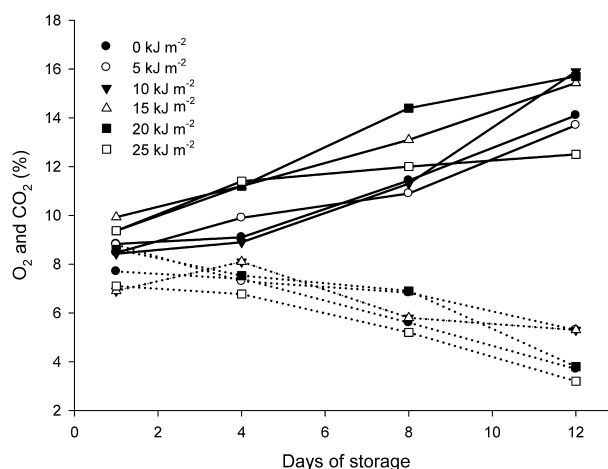 18
16
14
12
10
8
6
4
2
O₂ and CO₂ (%)
0 kJ m⁻²
5 kJ m⁻²
10 kJ m⁻²
15 kJ m⁻²
20 kJ m⁻²
25 kJ m⁻²
0 2 4 6 8 10 12
Days of storage